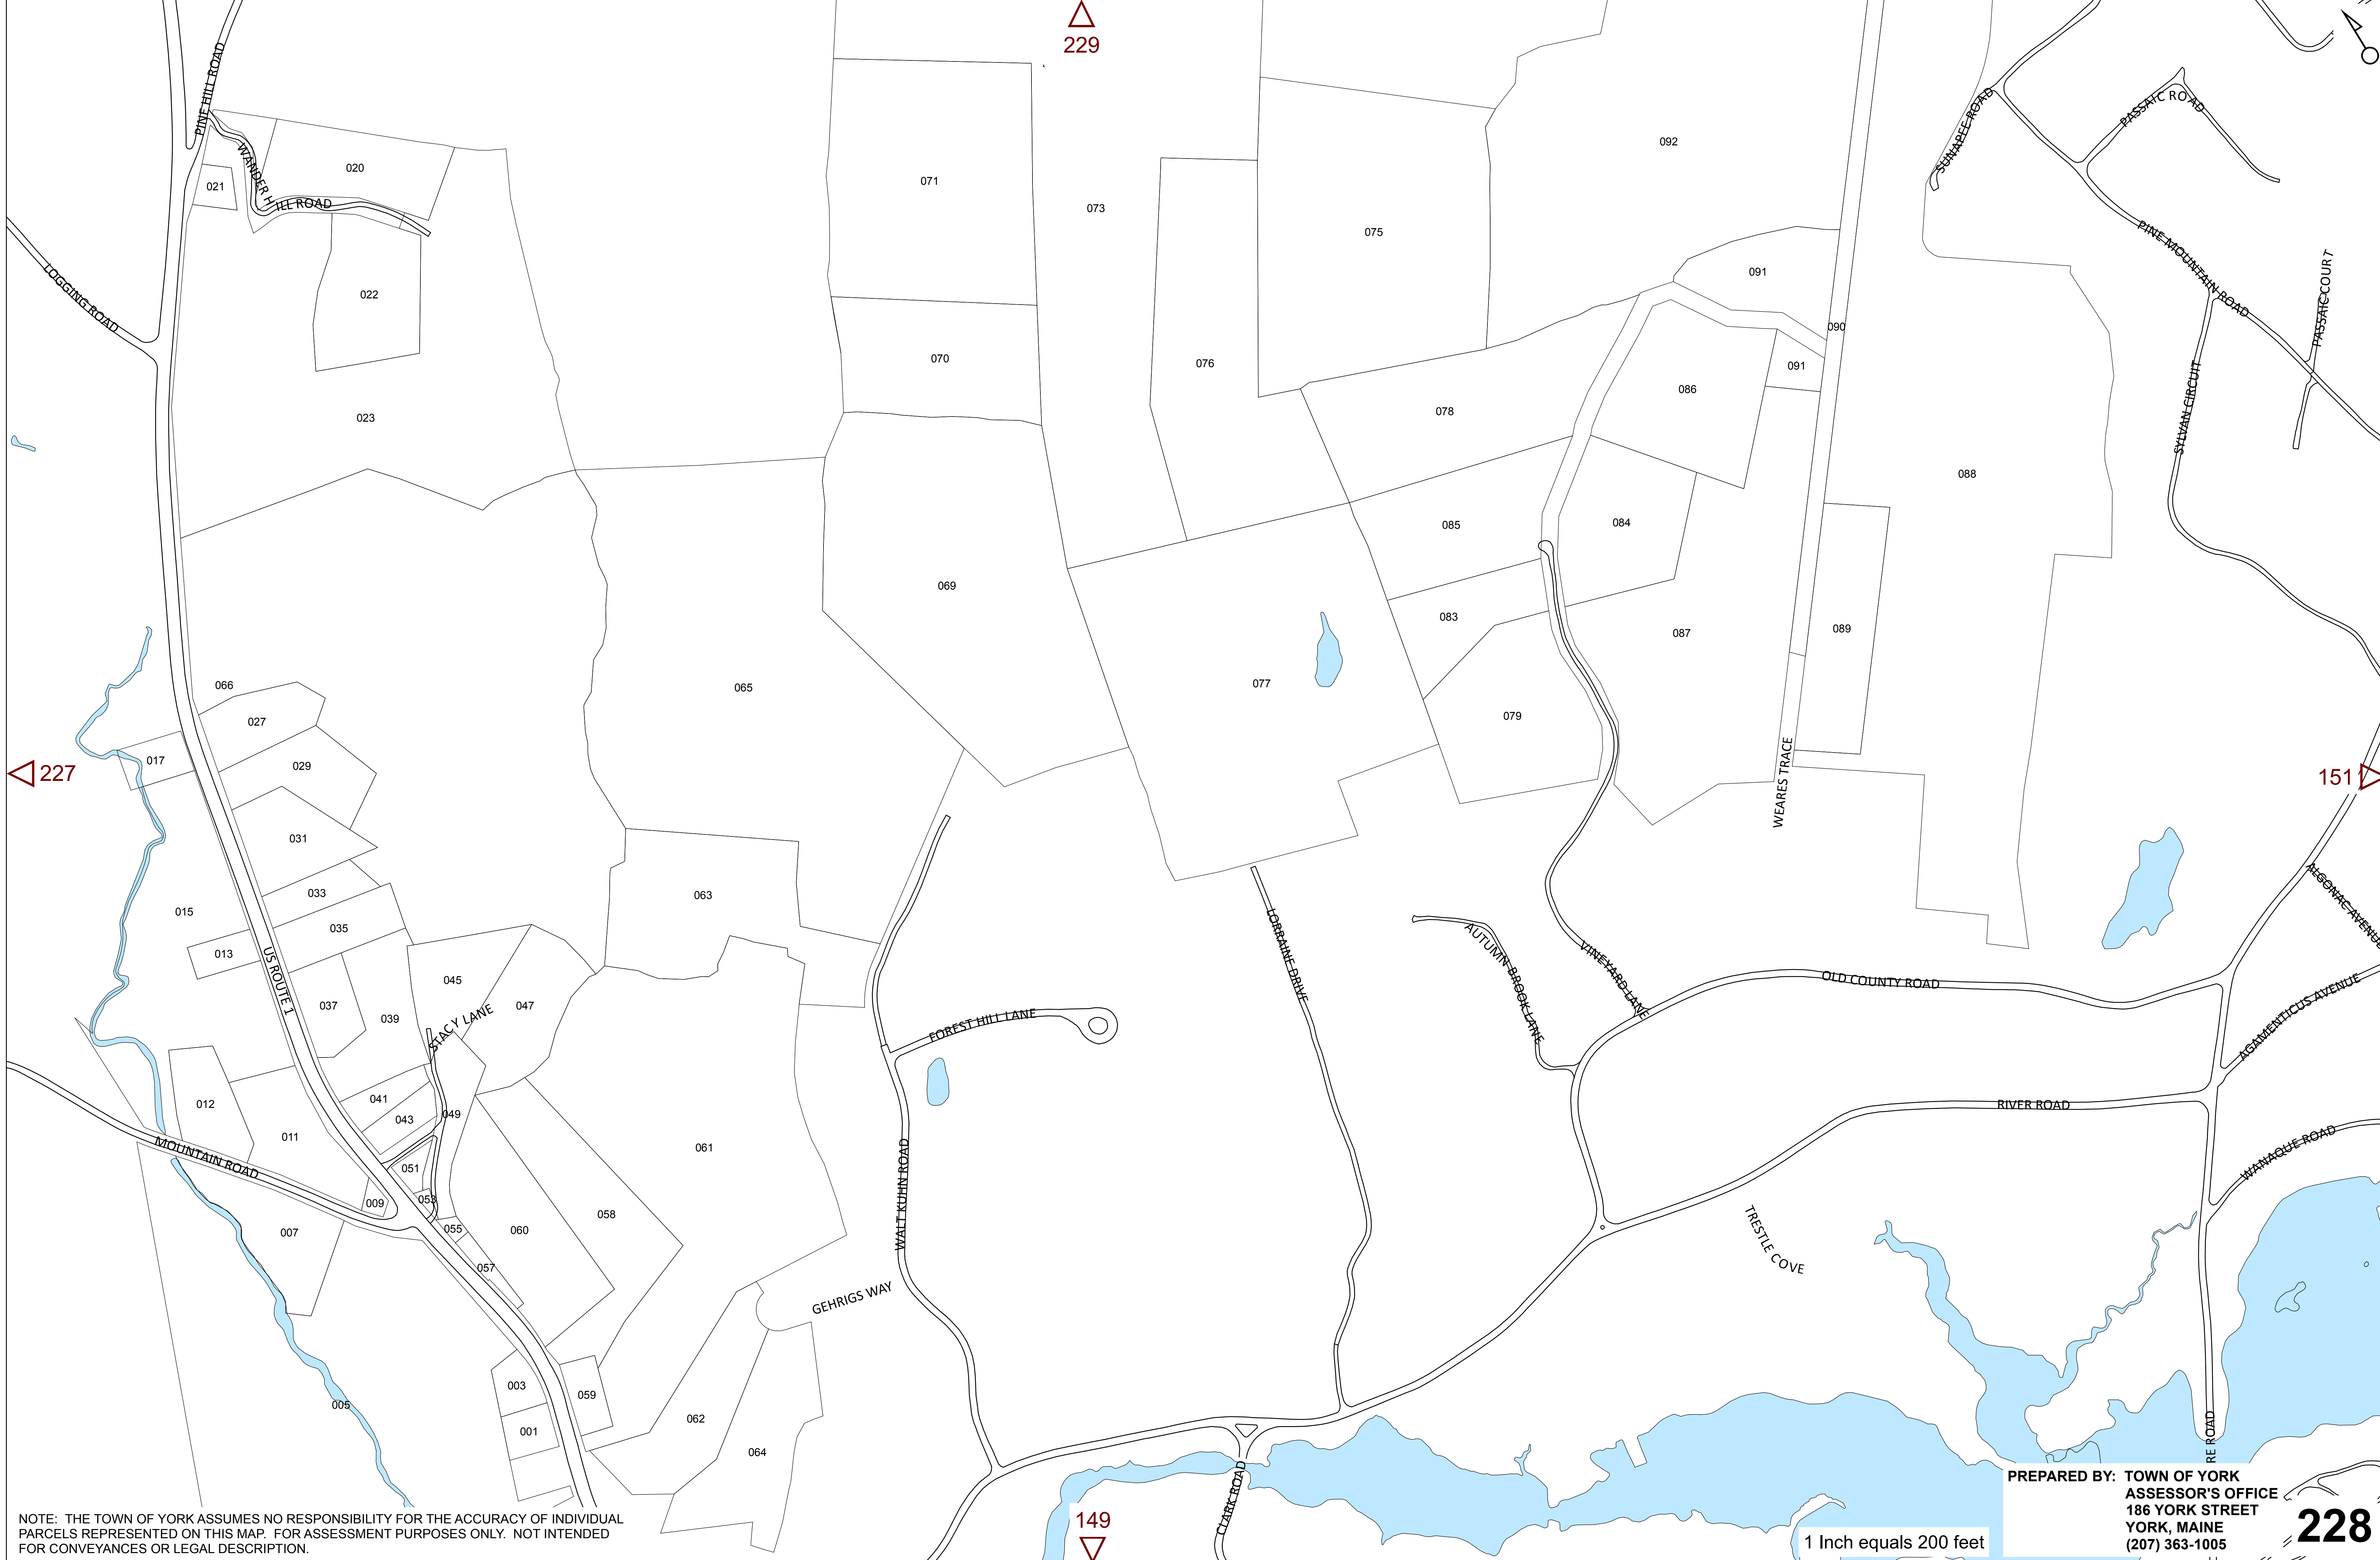 229
PINE HILL ROAD
WANDER HILL ROAD
020
021
022
023
LOGGING ROAD
071
073
070
075
076
092
091
090
091
086
078
SUNAPEE ROAD
PASSAIC ROAD
PINE MOUNTAIN ROAD
PASSAIC COURT
SYLVAN CIRCUIT
088
085
084
083
087
089
079
069
077
065
066
027
029
017
227
031
033
035
015
013
US ROUTE 1
037
039
045
047
STACY LANE
063
WEARES TRACE
151
ALGONAC AVENUE
AGAMENTICUS AVENUE
OLD COUNTY ROAD
VINEYARD LANE
AUTUMN BROOK LANE
LORRAINE DRIVE
FOREST HILL LANE
012
011
041
043
049
051
053
055
057
009
007
MOUNTAIN ROAD
061
058
060
WALT KUHN ROAD
GEHRIGS WAY
RIVER ROAD
WANAQUE ROAD
TRESTLE COVE
005
003
001
059
062
064
CLARK ROAD
149
RE ROAD
NOTE: THE TOWN OF YORK ASSUMES NO RESPONSIBILITY FOR THE ACCURACY OF INDIVIDUAL
PARCELS REPRESENTED ON THIS MAP. FOR ASSESSMENT PURPOSES ONLY. NOT INTENDED
FOR CONVEYANCES OR LEGAL DESCRIPTION.
1 Inch equals 200 feet
PREPARED BY: TOWN OF YORK
ASSESSOR'S OFFICE
186 YORK STREET
YORK, MAINE
(207) 363-1005
228